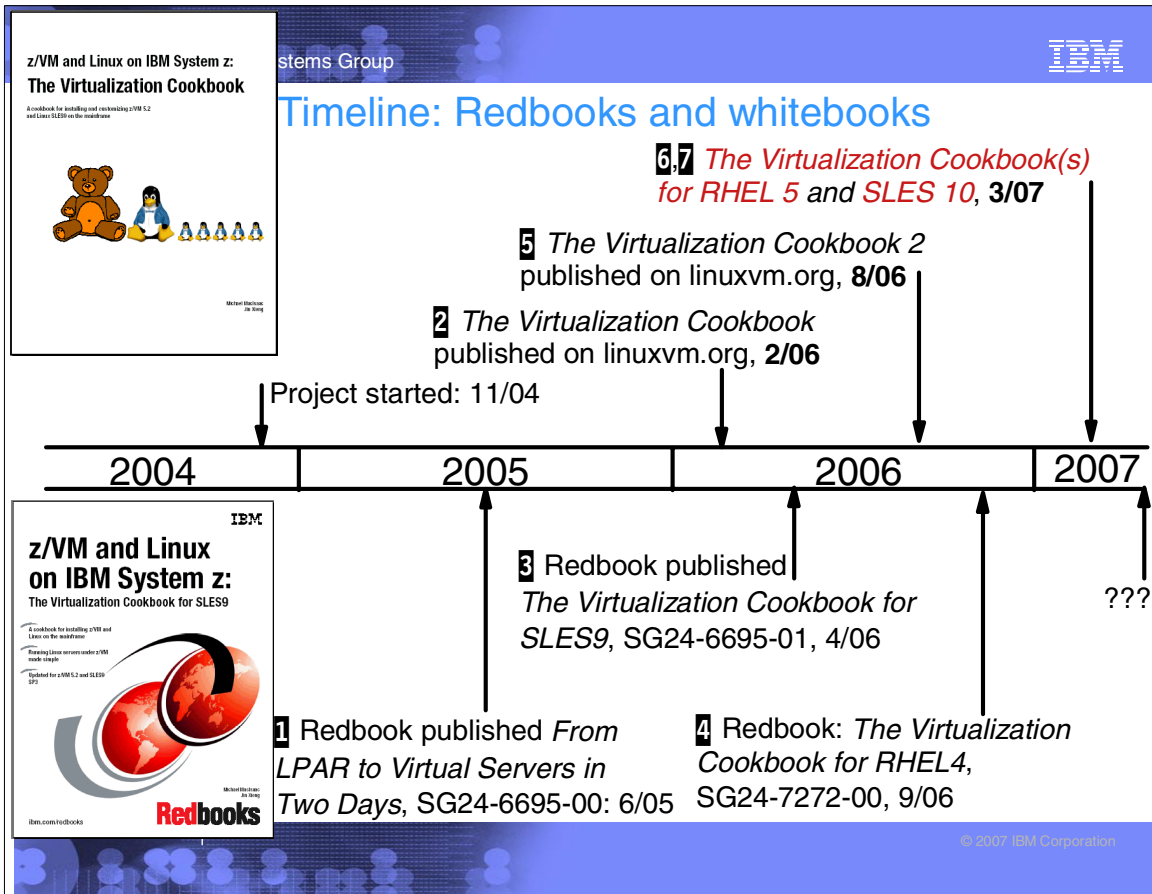 z/VM and Linux on IBM System z:
The Virtualization Cookbook
A cookbook for installing and customizing z/VM 5.2
and Linux SLES9 on the mainframe
Michael MacIsaac
Jin Xiong
stems Group
IBM
Timeline: Redbooks and whitebooks
6,7 The Virtualization Cookbook(s)
for RHEL 5 and SLES 10, 3/07
5 The Virtualization Cookbook 2
published on linuxvm.org, 8/06
2 The Virtualization Cookbook
published on linuxvm.org, 2/06
Project started: 11/04
2004 2005 2006 2007
IBM
z/VM and Linux
on IBM System z:
The Virtualization Cookbook for SLES9
A cookbook for installing z/VM and
Linux on the mainframe
Running Linux servers under z/VM
made simple
Updated for z/VM 5.2 and SLES9
SP3
Michael MacIsaac
Jin Xiong
ibm.com/redbooks
Redbooks
3 Redbook published
The Virtualization Cookbook for
SLES9, SG24-6695-01, 4/06
???
1 Redbook published From
LPAR to Virtual Servers in
Two Days, SG24-6695-00: 6/05
4 Redbook: The Virtualization
Cookbook for RHEL4,
SG24-7272-00, 9/06
© 2007 IBM Corporation